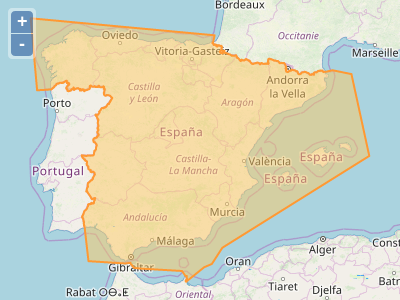 Bordeaux
+
-
Occitanie
Oviedo
Vitoria-Gasteiz
Marseille
Andorra
la Vella
Castilla
y León
Aragón
Porto
España
España
València
Castilla-
La Mancha
España
Portugal
Murcia
Andalucía
Málaga
Gibraltar
Alger
Const
Oran
Tiaret
Djelfa
Rabat ⵔⴱⴰⵟ
Oriental